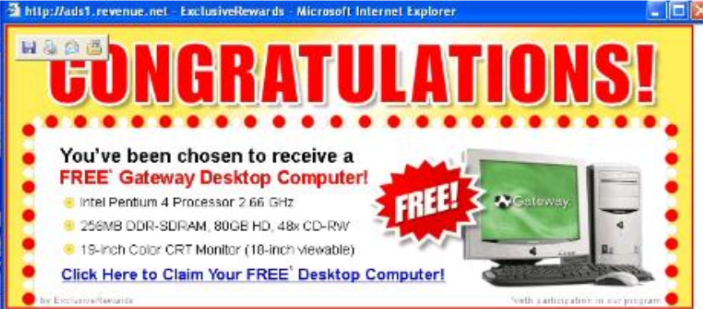 http://ads1.revenue.net - ExclusiveRewards - Microsoft Internet Explorer
CONGRATULATIONS!
You've been chosen to receive a
FREE* Gateway Desktop Computer!
Intel Pentium 4 Processor 2.66 GHz
256MB DDR-SDRAM, 80GB HD, 48x CD-RW
19-inch Color CRT Monitor (18-inch viewable)
Click Here to Claim Your FREE* Desktop Computer!
FREE!
Gateway
by ExclusiveRewards
*with participation in our program